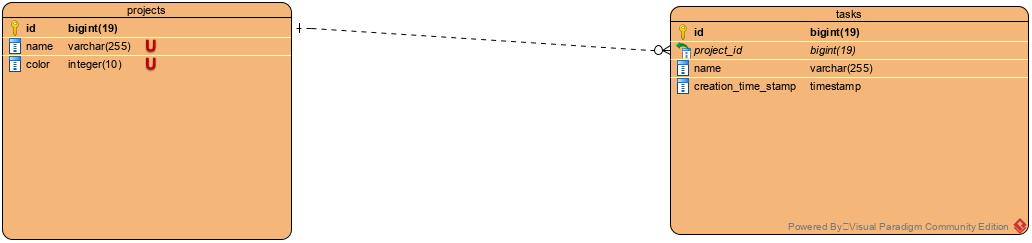 projects
id bigint(19)
name varchar(255) U
color integer(10) U
tasks
id bigint(19)
project_id bigint(19)
name varchar(255)
creation_time_stamp timestamp
Powered By Visual Paradigm Community Edition